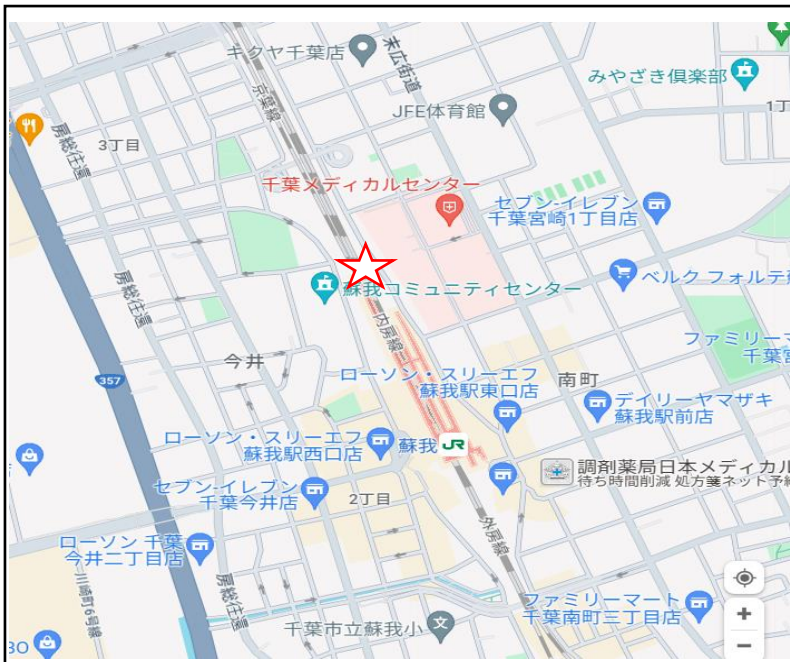 キクヤ千葉店
末広街道
京葉線
みやざき倶楽部
JFE体育館
3丁目
房総往還
千葉メディカルセンター
セブン-イレブン
千葉宮崎1丁目店
房総往還
蘇我コミュニティセンター
内房線
今井
357
ローソン・スリーエフ
蘇我駅東口店
南町
デイリーヤマザキ
蘇我駅前店
ローソン・スリーエフ
蘇我駅西口店
蘇我
JR
調剤薬局日本メディカル
待ち時間削減 処方箋ネット予
セブン-イレブン
千葉今井店
2丁目
外房線
ローソン 千葉
今井二丁目店
川崎町6号線
房総往還
ファミリーマート
千葉南町三丁目店
千葉市立蘇我小
文
ベルク フォルテ
ファミリーマ
千葉宮